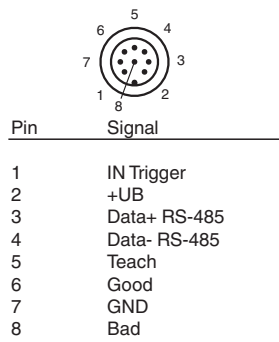 5
6 4
7 3
1 2
8
Pin Signal
1 IN Trigger
2 +UB
3 Data+ RS-485
4 Data- RS-485
5 Teach
6 Good
7 GND
8 Bad